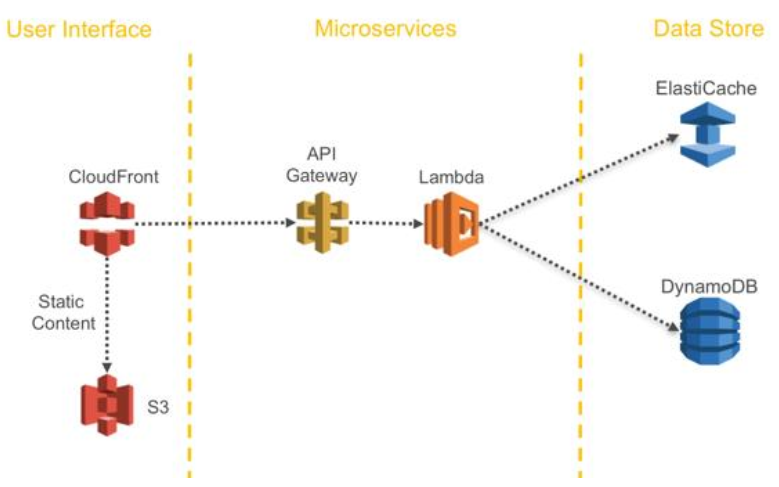 User Interface
Microservices
Data Store
ElastiCache
API
Gateway
CloudFront
Lambda
Static
Content
DynamoDB
S3